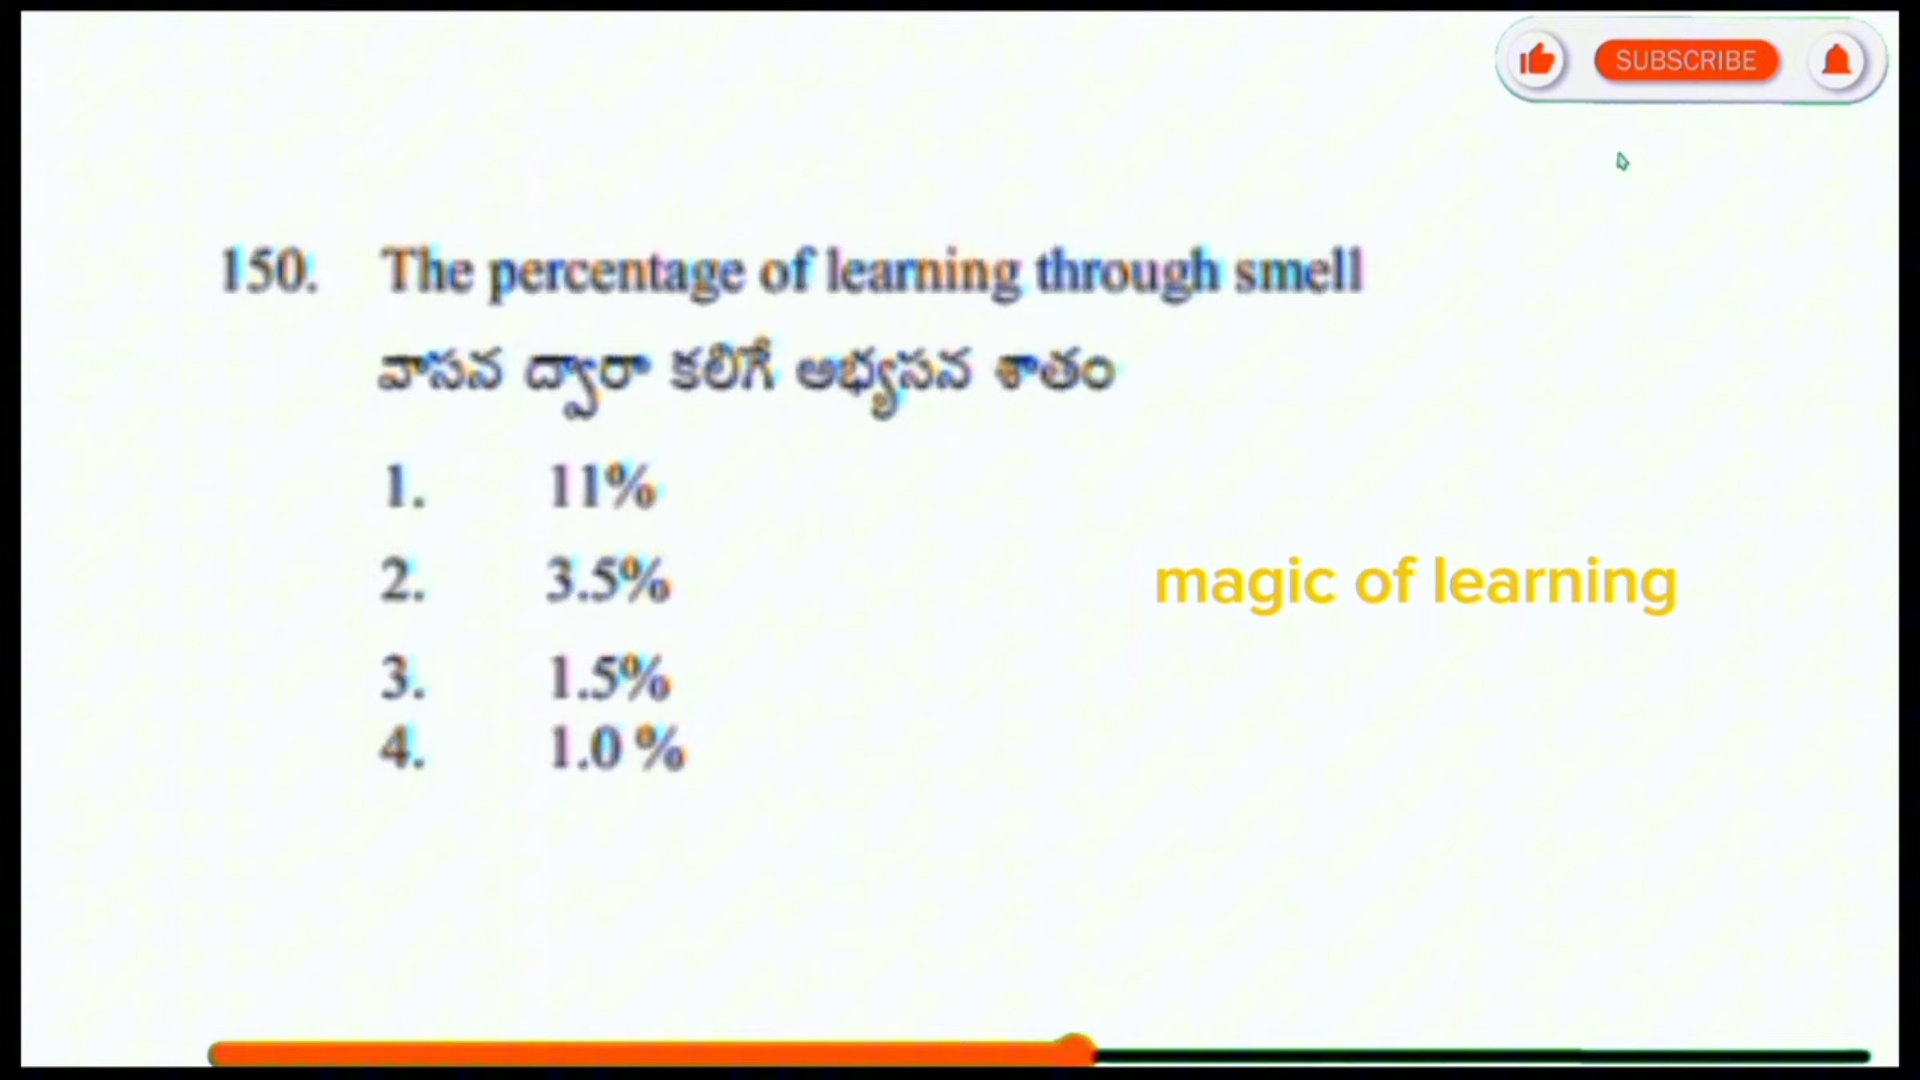 SUBSCRIBE
150. The percentage of learning through smell
వాసన ద్వారా కలిగే అభ్యసన శాతం
1. 11%
2. 3.5%
3. 1.5%
4. 1.0 %
magic of learning